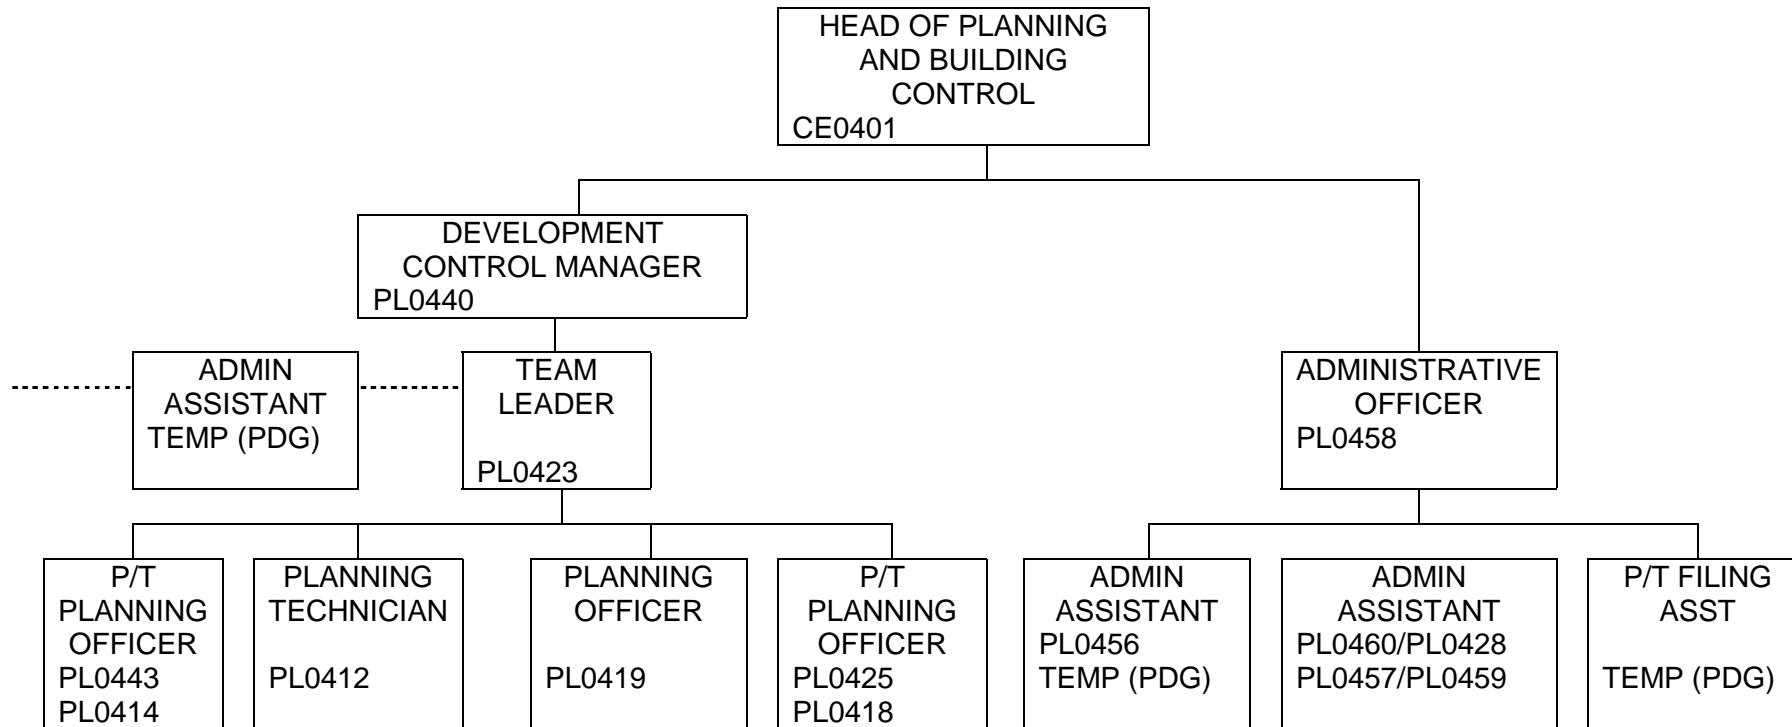 HEAD OF PLANNING
AND BUILDING
CONTROL
CE0401
DEVELOPMENT
CONTROL MANAGER
PL0440
ADMIN
ASSISTANT
TEMP (PDG)
TEAM
LEADER
PL0423
ADMINISTRATIVE
OFFICER
PL0458
P/T
PLANNING
OFFICER
PL0443
PL0414
PLANNING
TECHNICIAN
PL0412
PLANNING
OFFICER
PL0419
P/T
PLANNING
OFFICER
PL0425
PL0418
ADMIN
ASSISTANT
PL0456
TEMP (PDG)
ADMIN
ASSISTANT
PL0460/PL0428
PL0457/PL0459
P/T FILING
ASST
TEMP (PDG)